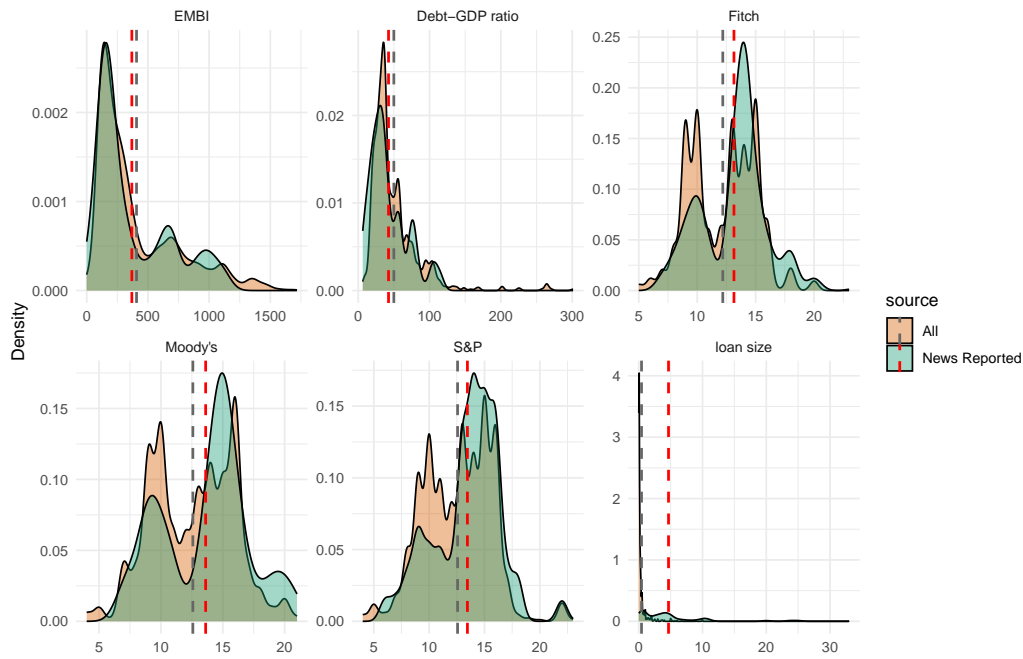 EMBI
Debt−GDP ratio
Fitch
0.000
0.001
0.002
0 500 1000 1500
0.00
0.01
0.02
0 100 200 300
0.00
0.05
0.10
0.15
0.20
0.25
5 10 15 20
Density
source
All
News Reported
Moody's
S&P
loan size
0.00
0.05
0.10
0.15
5 10 15 20
0.00
0.05
0.10
0.15
5 10 15 20
0
1
2
3
4
0 10 20 30